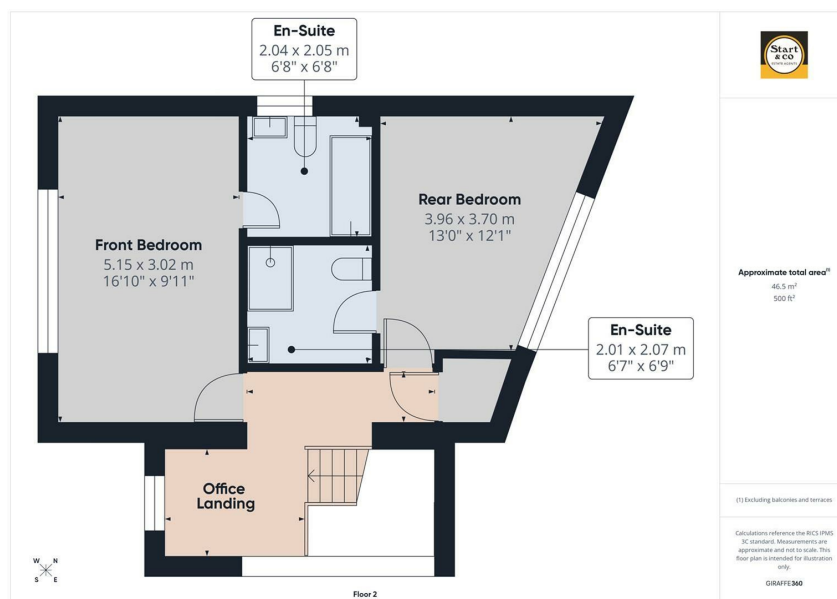 En-Suite
2.04 x 2.05 m
6'8" x 6'8"
Start
& CO
ESTATE AGENTS
Front Bedroom
5.15 x 3.02 m
16'10" x 9'11"
Rear Bedroom
3.96 x 3.70 m
13'0" x 12'1"
En-Suite
2.01 x 2.07 m
6'7" x 6'9"
Office
Landing
Approximate total area(1)
46.5 m²
500 ft²
(1) Excluding balconies and terraces
Calculations reference the RICS IPMS
3C standard. Measurements are
approximate and not to scale. This
floor plan is intended for illustration
only.
GIRAFFE360
W N
S E
Floor 2